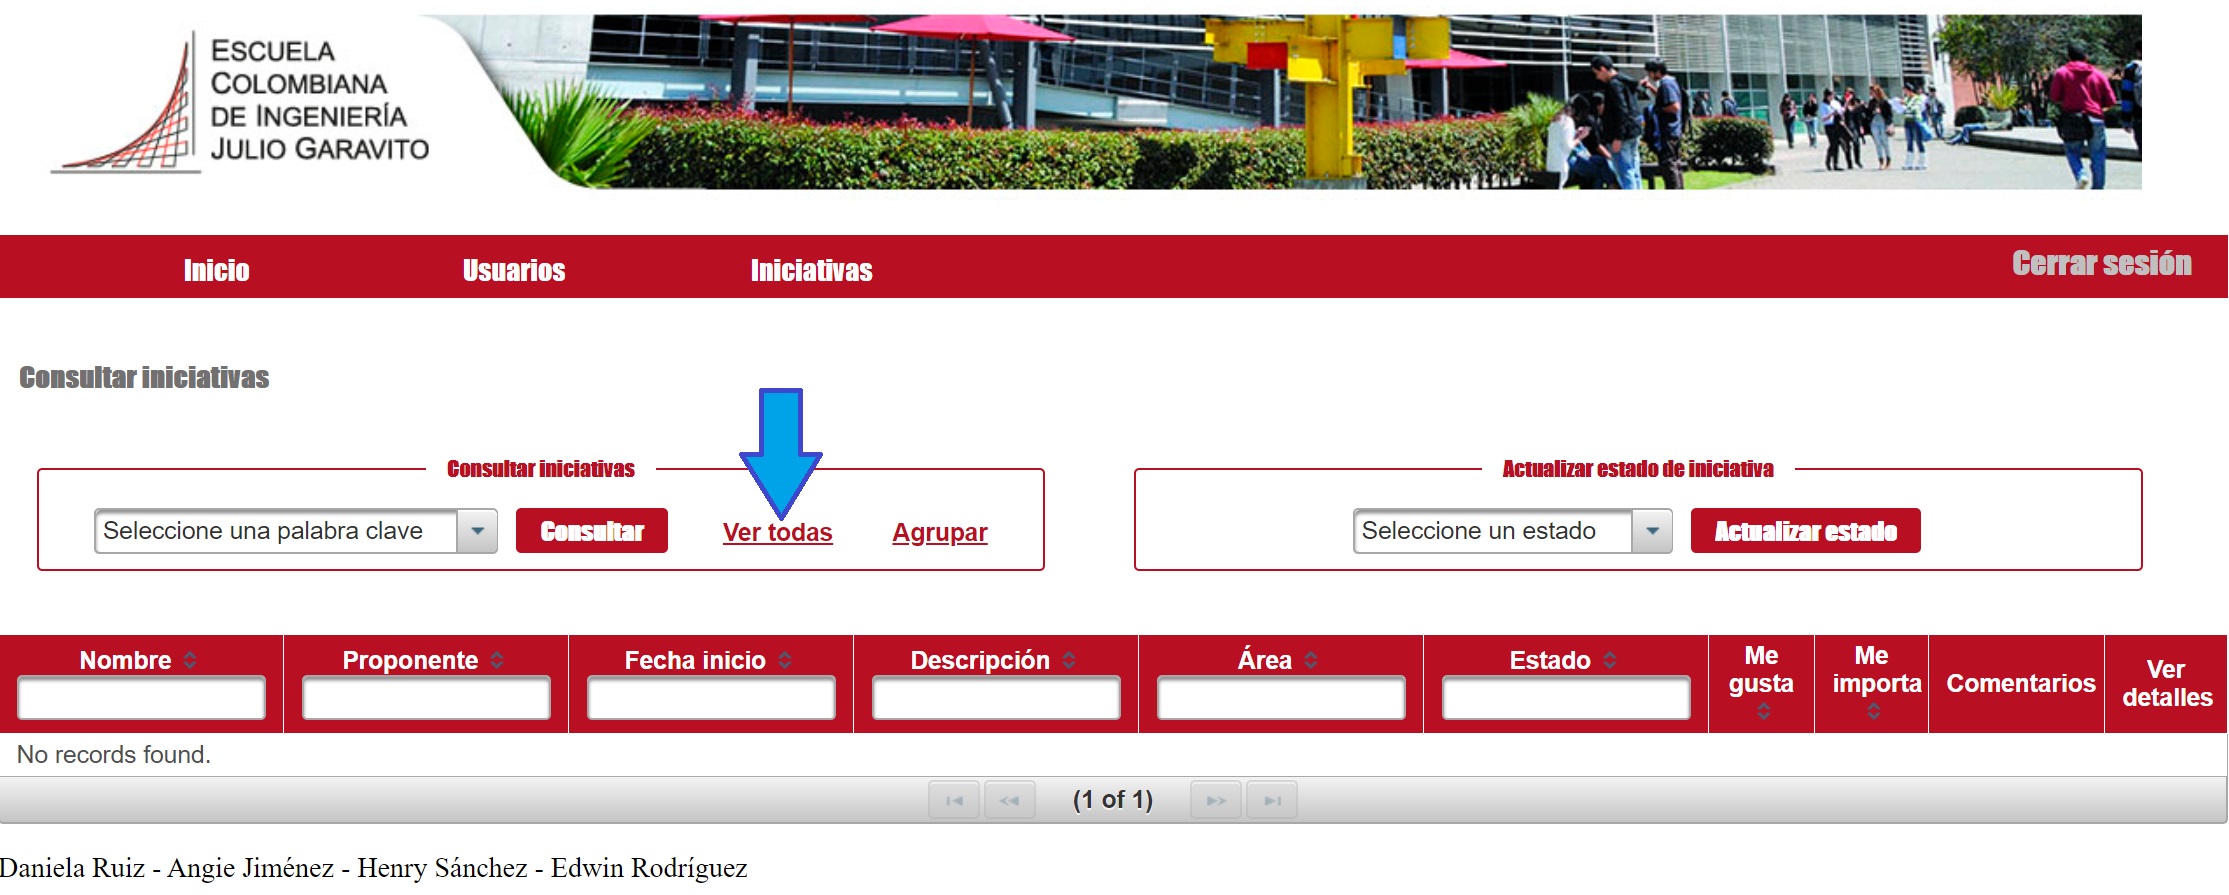 ESCUELA
COLOMBIANA
DE INGENIERÍA
JULIO GARAVITO
Inicio Usuarios Iniciativas Cerrar sesión
Consultar iniciativas
Consultar iniciativas
Seleccione una palabra clave Consultar Ver todas Agrupar
Actualizar estado de iniciativa
Seleccione un estado Actualizar estado
Nombre Proponente Fecha inicio Descripción Área Estado Me gusta Me importa Comentarios Ver detalles
No records found.
(1 of 1)
Daniela Ruiz - Angie Jiménez - Henry Sánchez - Edwin Rodríguez